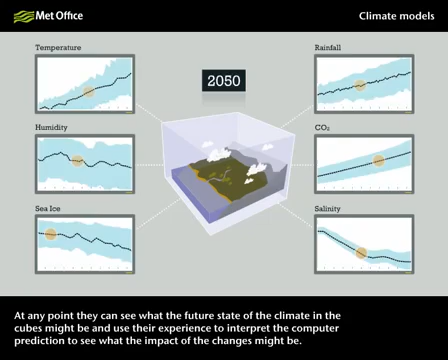 Met Office
Climate models
Temperature
Rainfall
2050
Humidity
CO₂
Sea Ice
Salinity
At any point they can see what the future state of the climate in the
cubes might be and use their experience to interpret the computer
prediction to see what the impact of the changes might be.